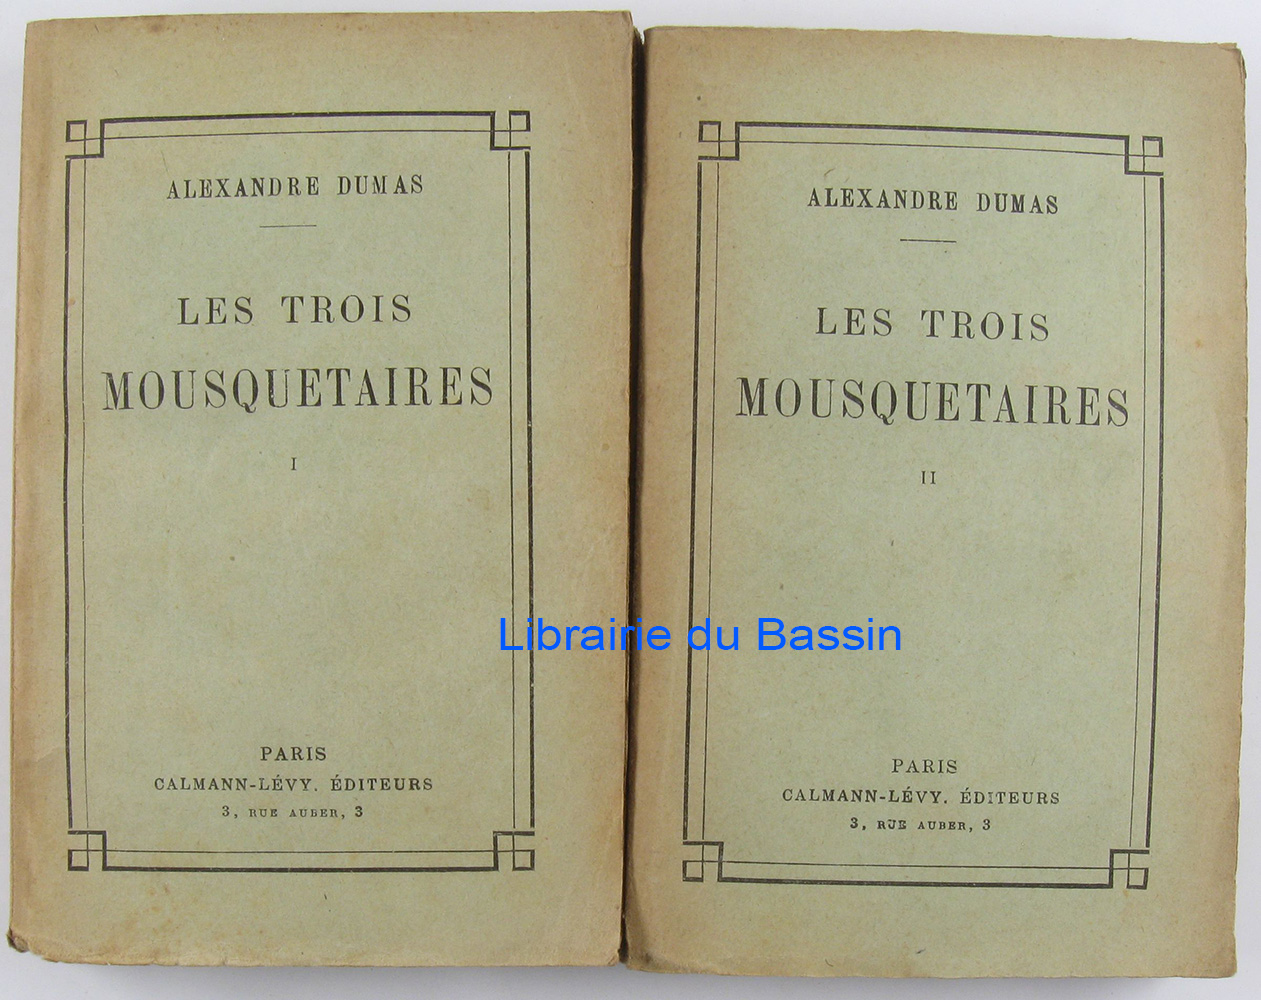 ALEXANDRE DUMAS
LES TROIS
MOUSQUETAIRES
I
PARIS
CALMANN-LÉVY, ÉDITEURS
3, RUE AUBER, 3
ALEXANDRE DUMAS
LES TROIS
MOUSQUETAIRES
II
PARIS
CALMANN-LÉVY, ÉDITEURS
3, RUE AUBER, 3
Librairie du Bassin